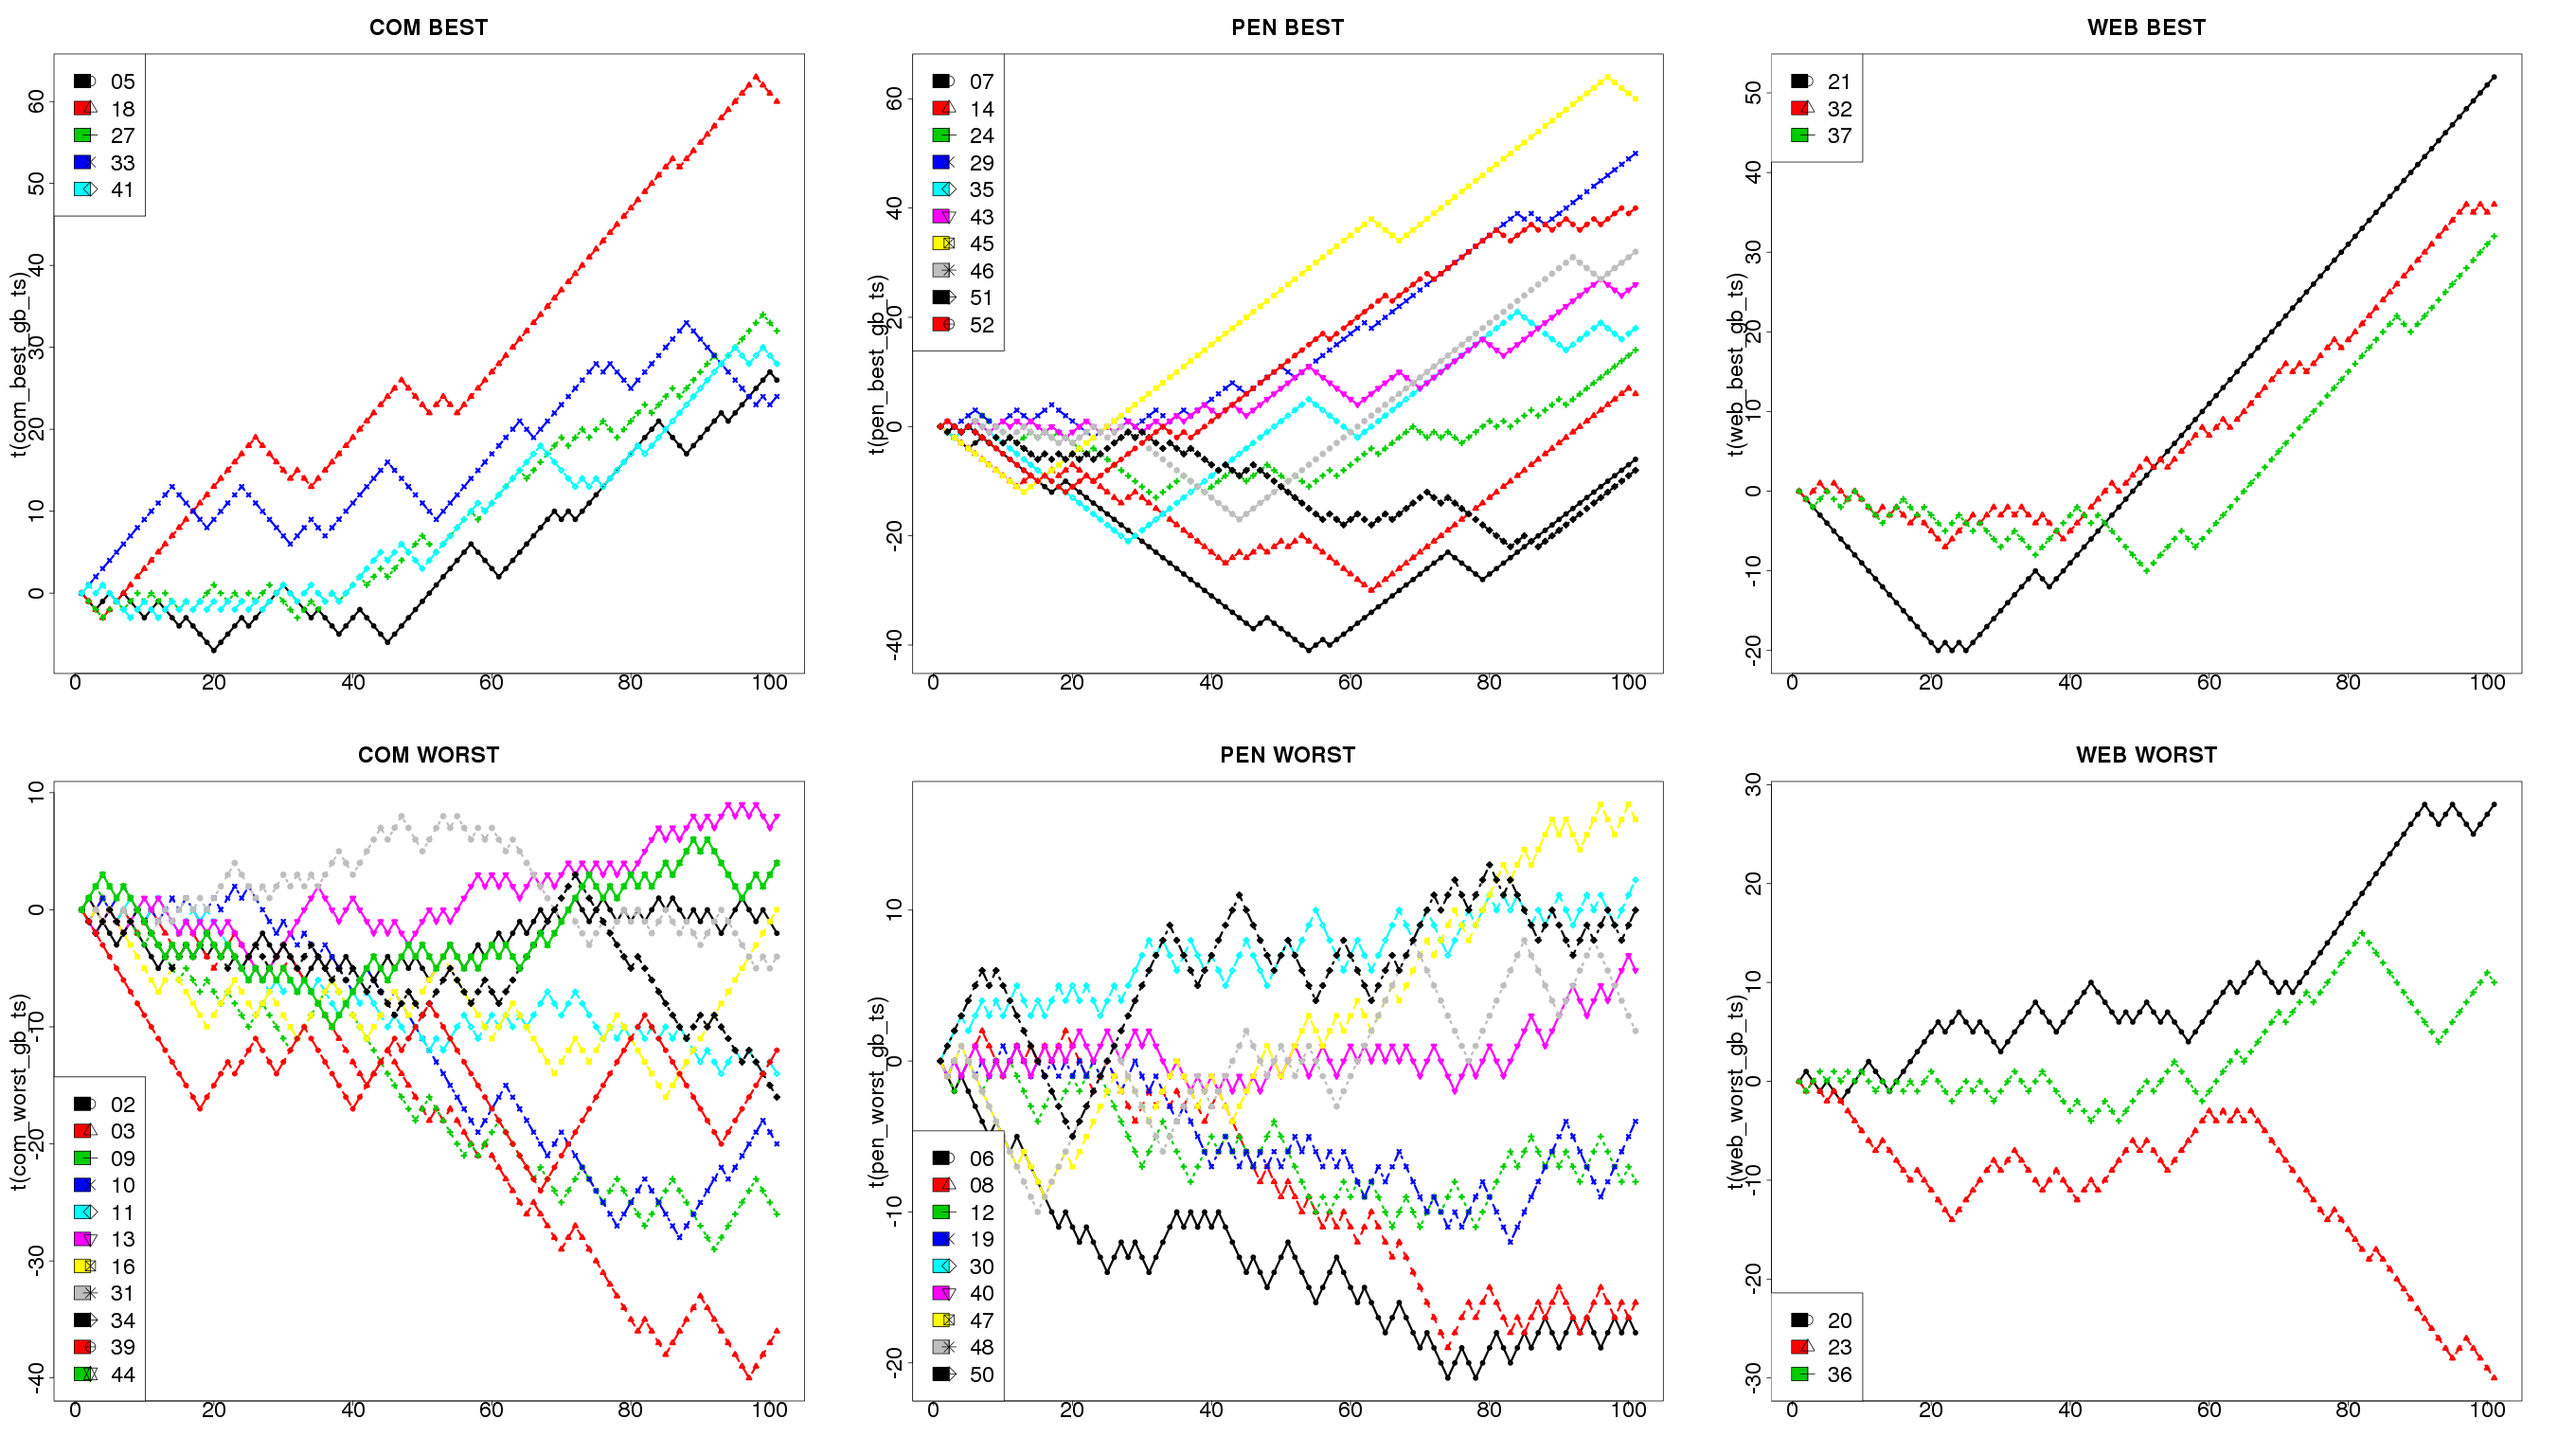 COM BEST
t(com_best_gb_ts)
0 10 20 30 40 50 60
0 20 40 60 80 100
05
18
27
33
41
PEN BEST
t(pen_best_gb_ts)
-40 -20 0 20 40 60
0 20 40 60 80 100
07
14
24
29
35
43
45
46
51
52
WEB BEST
t(web_best_gb_ts)
-20 -10 0 10 20 30 40 50
0 20 40 60 80 100
21
32
37
COM WORST
t(com_worst_gb_ts)
-40 -30 -20 -10 0 10
0 20 40 60 80 100
02
03
09
10
11
13
16
31
34
39
44
PEN WORST
t(pen_worst_gb_ts)
-20 -10 0 10
0 20 40 60 80 100
06
08
12
19
30
40
47
48
50
WEB WORST
t(web_worst_gb_ts)
-30 -20 -10 0 10 20 30
0 20 40 60 80 100
20
23
36